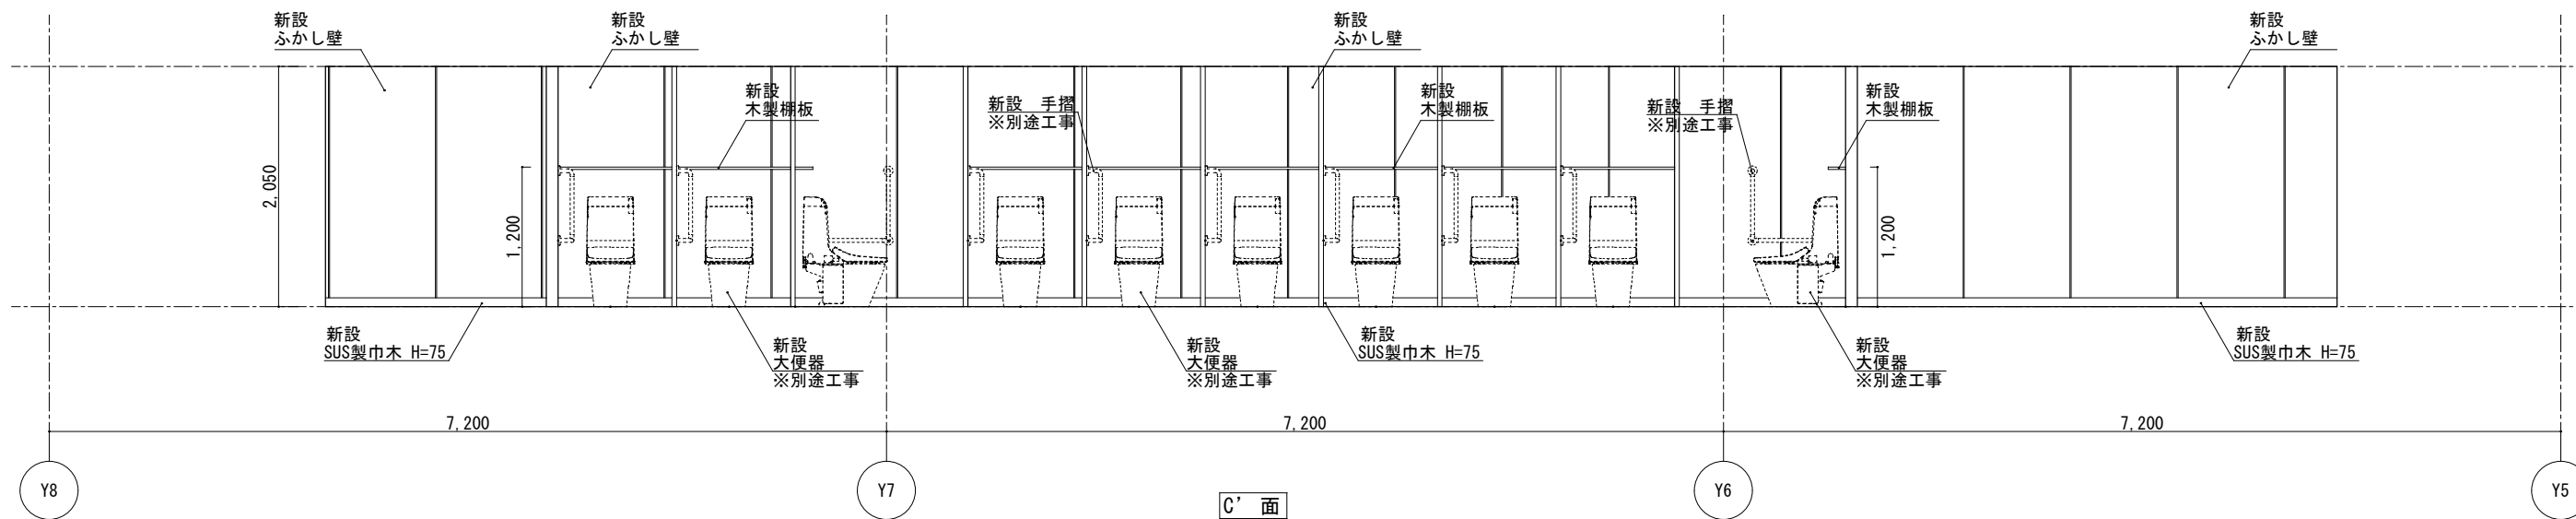 新設
ふかし壁
新設
ふかし壁
新設
ふかし壁
新設
ふかし壁
新設
木製棚板
新設　手摺
※別途工事
新設
木製棚板
新設　手摺
※別途工事
新設
木製棚板
2,050
1,200
1,200
新設
SUS製巾木 H=75
新設
大便器
※別途工事
新設
大便器
※別途工事
新設
SUS製巾木 H=75
新設
大便器
※別途工事
新設
SUS製巾木 H=75
7,200
7,200
7,200
Y8
Y7
Y6
Y5
C'　面